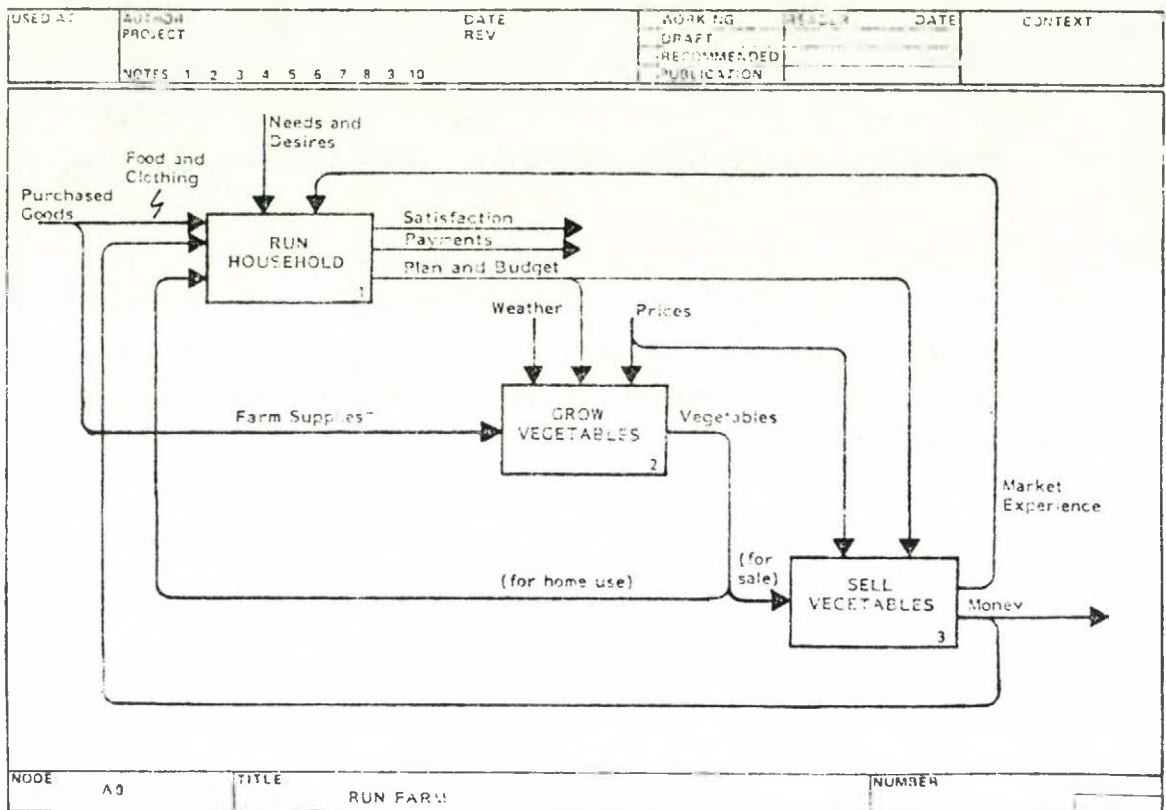 USED AT
AUTHOR
DATE
WORKING
READER
DATE
CONTEXT
PROJECT
REV
DRAFT
RECOMMENDED
NOTES 1 2 3 4 5 6 7 8 9 10
PUBLICATION
Needs and
Desires
Food and
Clothing
Purchased
Goods
RUN
HOUSEHOLD
1
Satisfaction
Payments
Plan and Budget
Weather
Prices
Farm Supplies
GROW
VEGETABLES
2
Vegetables
Market
Experience
(for home use)
(for
sale)
SELL
VEGETABLES
3
Money
NODE
A0
TITLE
RUN FARM
NUMBER